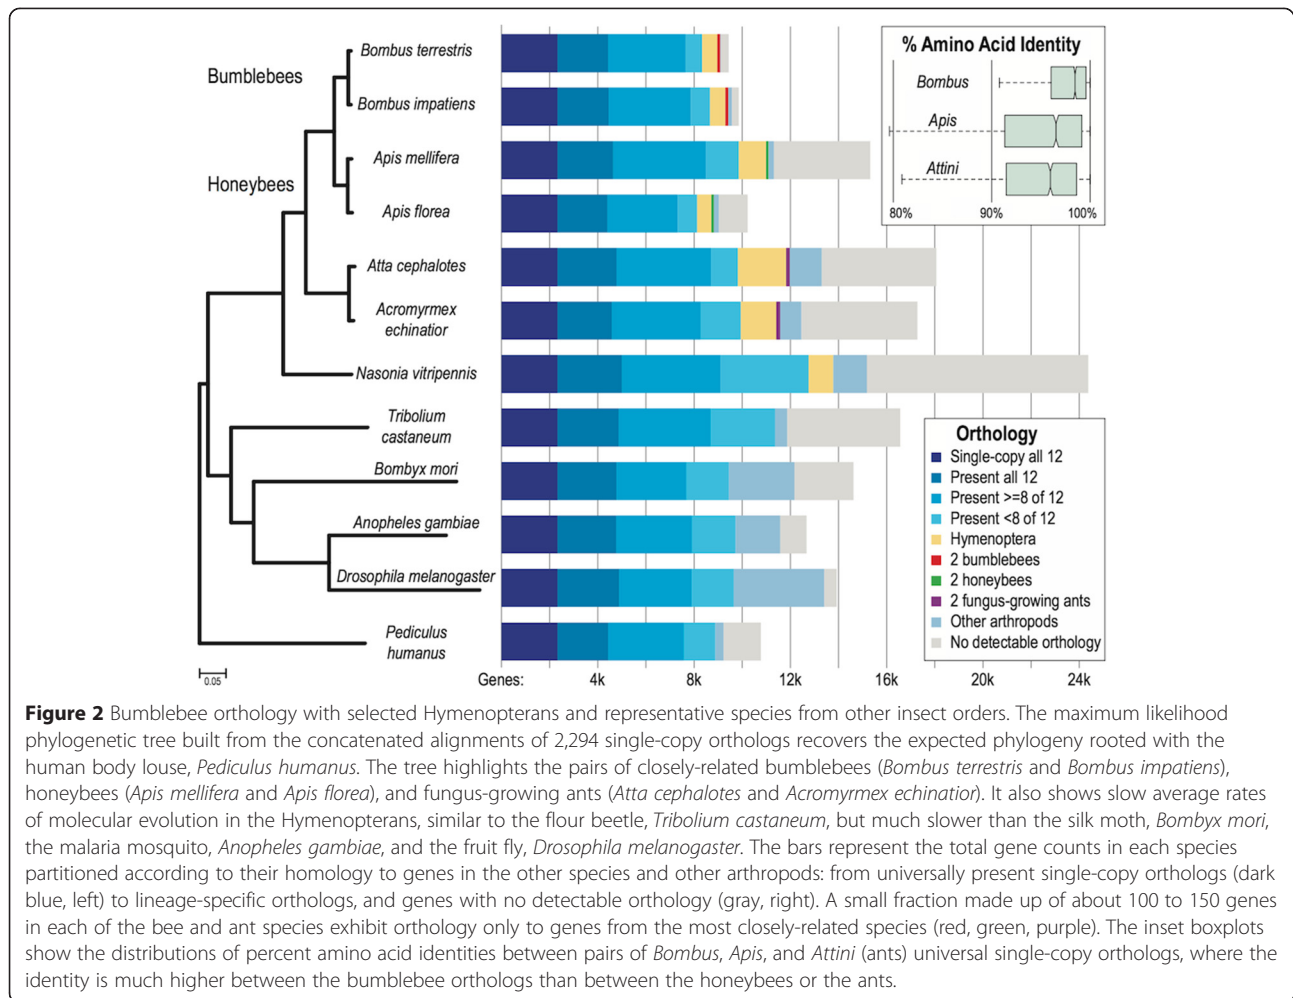 Bumblebees
Honeybees
Bombus terrestris
Bombus impatiens
Apis mellifera
Apis florea
Atta cephalotes
Acromyrmex
echinatior
Nasonia vitripennis
Tribolium
castaneum
Bombyx mori
Anopheles gambiae
Drosophila melanogaster
Pediculus
humanus
0.05
Genes:
4k
8k
12k
16k
20k
24k
% Amino Acid Identity
Bombus
Apis
Attini
80%
90%
100%
Orthology
Single-copy all 12
Present all 12
Present >=8 of 12
Present <8 of 12
Hymenoptera
2 bumblebees
2 honeybees
2 fungus-growing ants
Other arthropods
No detectable orthology
Figure 2 Bumblebee orthology with selected Hymenopterans and representative species from other insect orders. The maximum likelihood
phylogenetic tree built from the concatenated alignments of 2,294 single-copy orthologs recovers the expected phylogeny rooted with the
human body louse, Pediculus humanus. The tree highlights the pairs of closely-related bumblebees (Bombus terrestris and Bombus impatiens),
honeybees (Apis mellifera and Apis florea), and fungus-growing ants (Atta cephalotes and Acromyrmex echinatior). It also shows slow average rates
of molecular evolution in the Hymenopterans, similar to the flour beetle, Tribolium castaneum, but much slower than the silk moth, Bombyx mori,
the malaria mosquito, Anopheles gambiae, and the fruit fly, Drosophila melanogaster. The bars represent the total gene counts in each species
partitioned according to their homology to genes in the other species and other arthropods: from universally present single-copy orthologs (dark
blue, left) to lineage-specific orthologs, and genes with no detectable orthology (gray, right). A small fraction made up of about 100 to 150 genes
in each of the bee and ant species exhibit orthology only to genes from the most closely-related species (red, green, purple). The inset boxplots
show the distributions of percent amino acid identities between pairs of Bombus, Apis, and Attini (ants) universal single-copy orthologs, where the
identity is much higher between the bumblebee orthologs than between the honeybees or the ants.